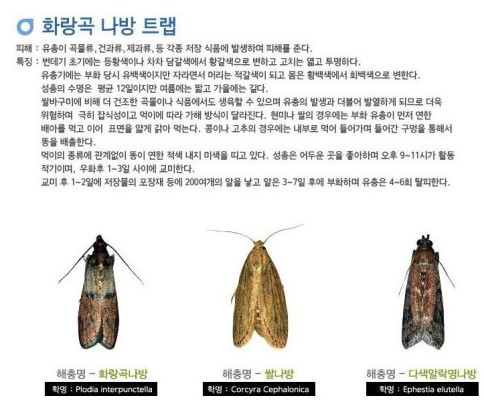 화랑곡 나방 트랩
피해 : 유충이 곡물류,건과류,제과류,등 각종 저장 식품에 발생하며 피해를 준다.
특징 : 번데기 초기에는 등황색이나 차차 담갈색에서 황갈색으로 변하고 고치는 엷고 투명하다.
유충기에는 부화 당시 유백색이지만 자라면서 머리는 적갈색이 되고 몸은 황백색에서 회백색으로 변한다.
성충의 수명은 평균 12일이지만 여름에는 짧고 가을에는 길다.
쌀바구미에 비해 더 건조한 곡물이나 식품에서도 생육할 수 있으며 유충의 발생과 더불어 발열하게 되므로 더욱
위험하며 극히 잡식성이고 먹이에 따라 가해 방식이 달라진다. 현미나 쌀의 경우에는 부화 유충이 먼저 연한
배아를 먹고 이어 표면을 얇게 갉아 먹는다. 콩이나 고추의 경우에는 내부로 먹어 들어가며 들어간 구멍을 통해서
똥을 배출한다.
먹이의 종류에 관계없이 똥이 연한 적색 내지 미색을 띠고 있다. 성충은 어두운 곳을 좋아하며 오후 9~11시가 활동
적기이며, 우화후 1~3일 사이에 교미한다.
교미 후 1~2일에 저장물의 포장재 등에 200여개의 알을 낳고 알은 3~7일 후에 부화하며 유충은 4~6회 탈피한다.
해충명 – 화랑곡나방
학명 : Plodia interpunctella
해충명 – 쌀나방
학명 : Corcyra Cephalonica
해충명 – 다색알락명나방
학명 : Ephestia elutella